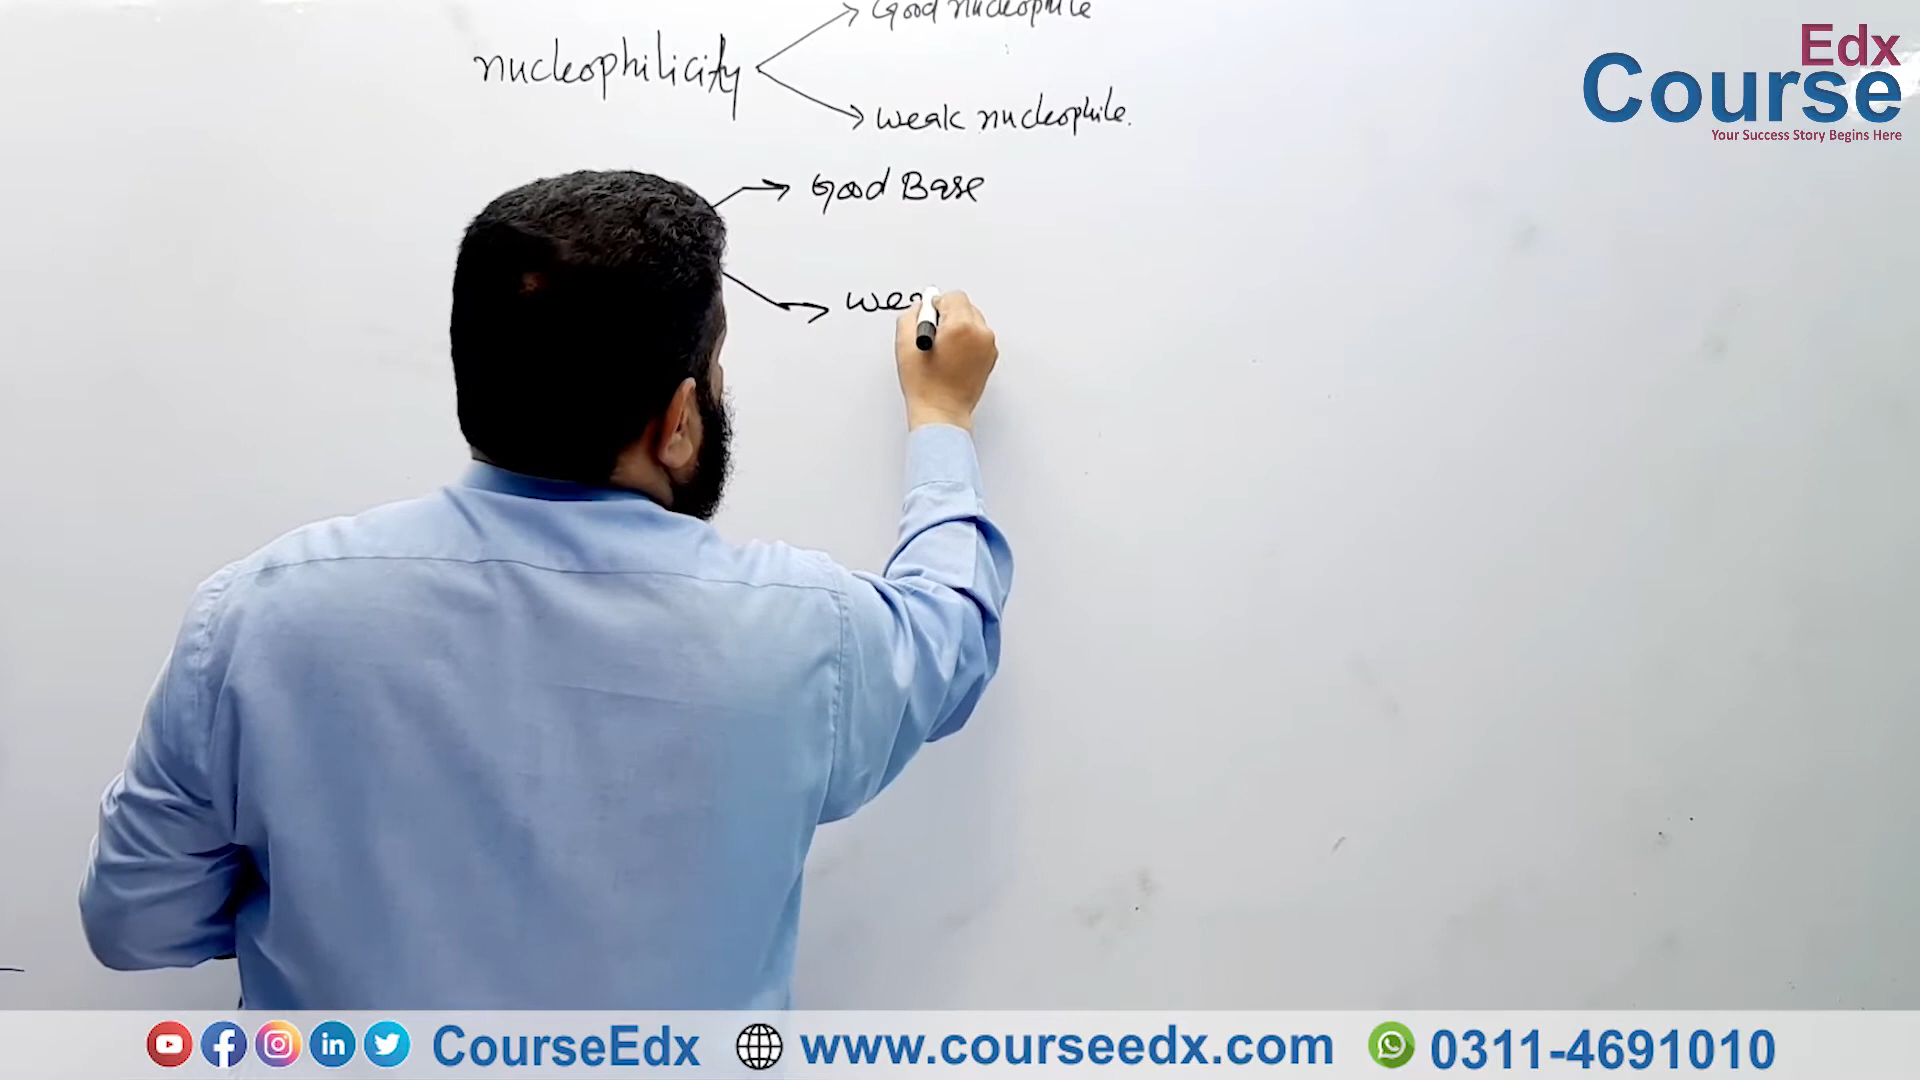 Good nucleophile
nucleophilicity
weak nucleophile.
Good Base
Edx
Course
Your Success Story Begins Here
CourseEdx
www.courseedx.com
0311-4691010